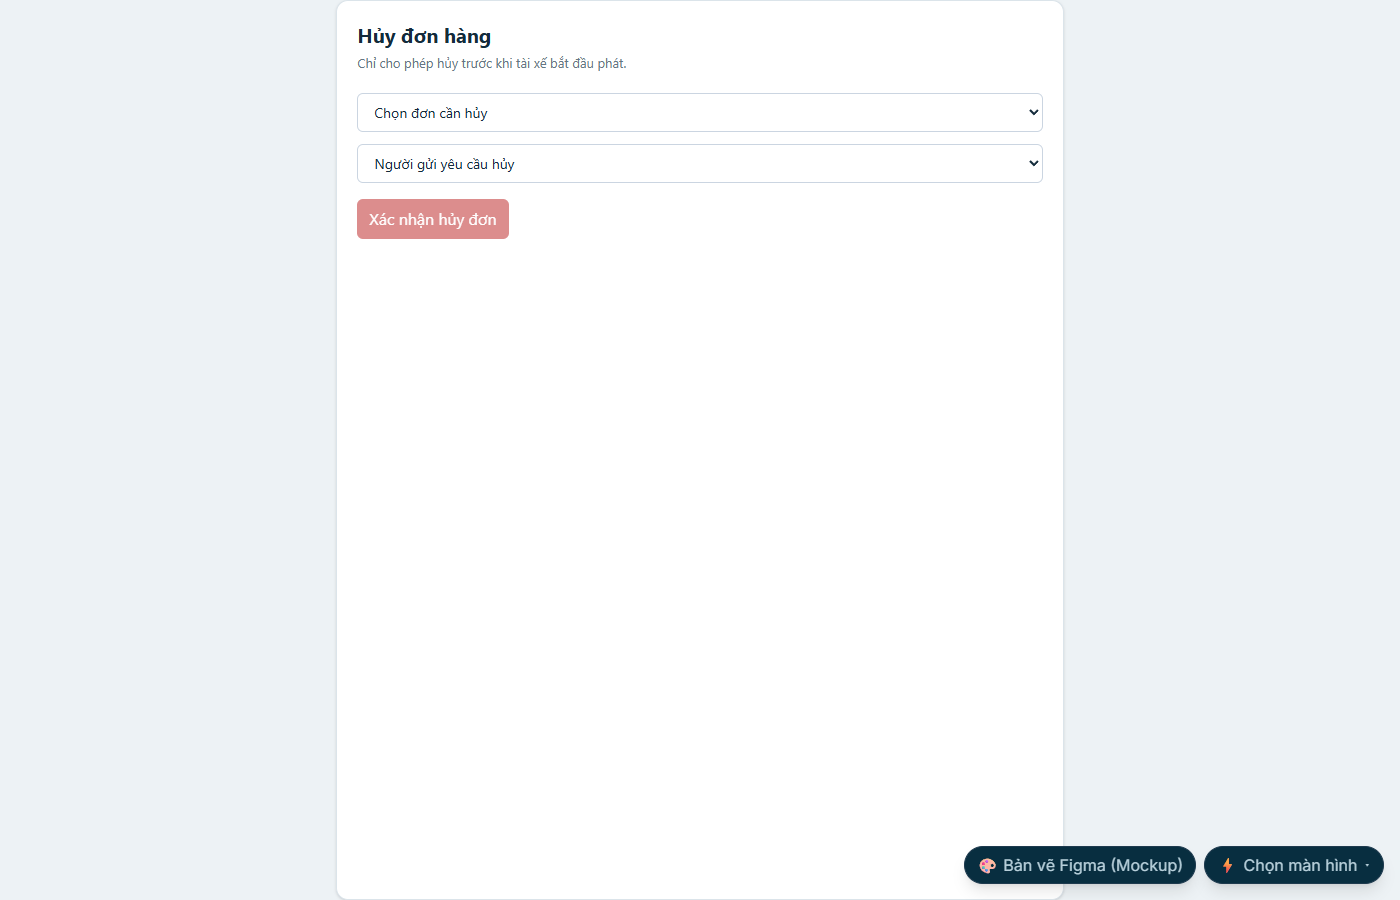 Hủy đơn hàng
Chỉ cho phép hủy trước khi tài xế bắt đầu phát.
Chọn đơn cần hủy
Người gửi yêu cầu hủy
Xác nhận hủy đơn
Bản vẽ Figma (Mockup)
Chọn màn hình